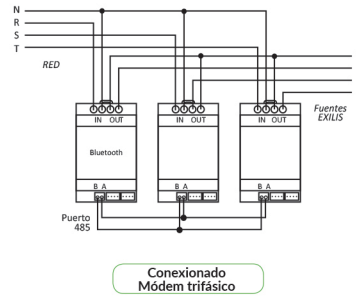 N
R
S
T
RED
IN OUT
IN OUT
IN OUT
Fuentes
EXILIS
Bluetooth
B A
B A
B A
Puerto
485
Conexionado
Módem trifásico